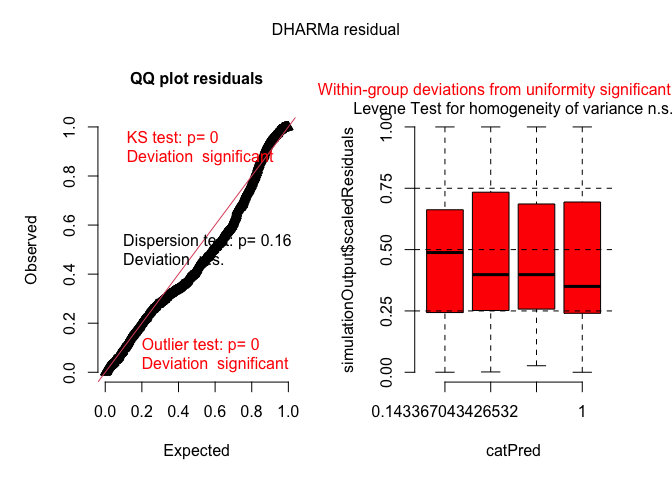 DHARMa residual
QQ plot residuals
KS test: p= 0
Deviation significant
Dispersion test: p= 0.16
Deviation n.s.
Outlier test: p= 0
Deviation significant
Observed
0.0 0.2 0.4 0.6 0.8 1.0
0.0 0.2 0.4 0.6 0.8 1.0
Expected
Within-group deviations from uniformity significant
Levene Test for homogeneity of variance n.s.
simulationOutput$scaledResiduals
0.00 0.25 0.50 0.75 1.00
0.143367043426532 1
catPred